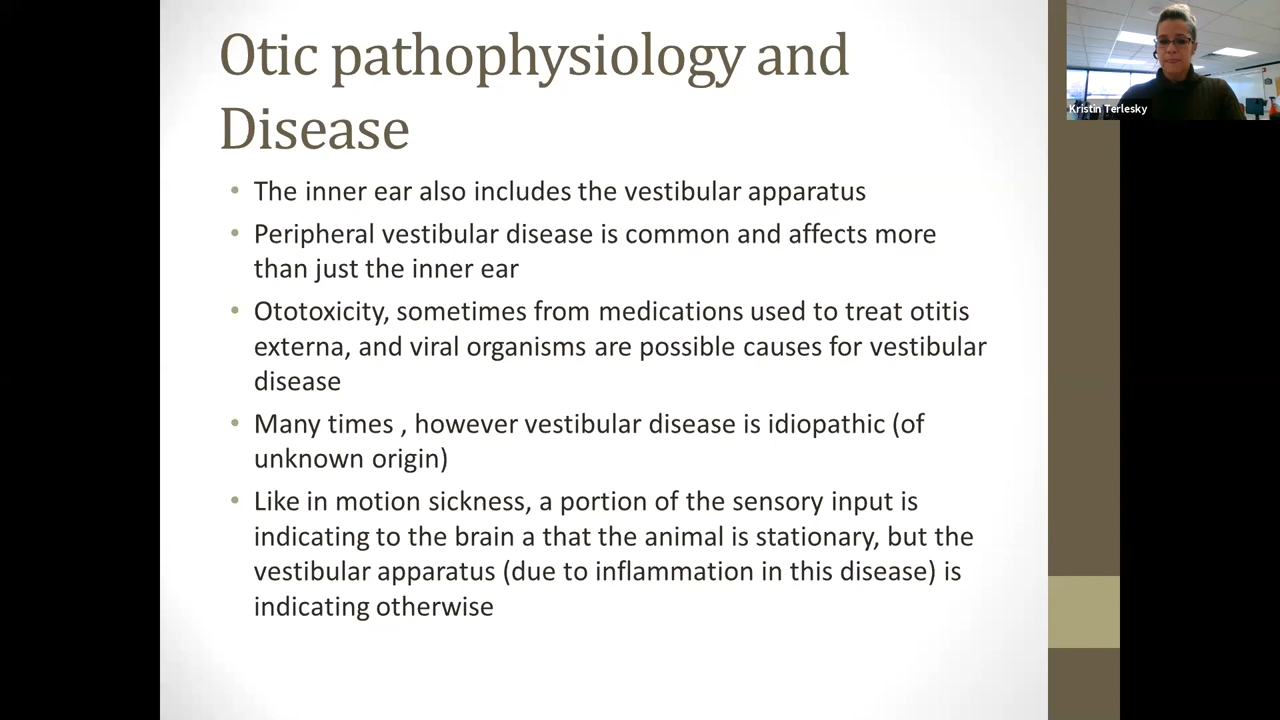 Otic pathophysiology and
Disease
• The inner ear also includes the vestibular apparatus
• Peripheral vestibular disease is common and affects more
than just the inner ear
• Ototoxicity, sometimes from medications used to treat otitis
externa, and viral organisms are possible causes for vestibular
disease
• Many times , however vestibular disease is idiopathic (of
unknown origin)
• Like in motion sickness, a portion of the sensory input is
indicating to the brain a that the animal is stationary, but the
vestibular apparatus (due to inflammation in this disease) is
indicating otherwise
Kristin Terlesky